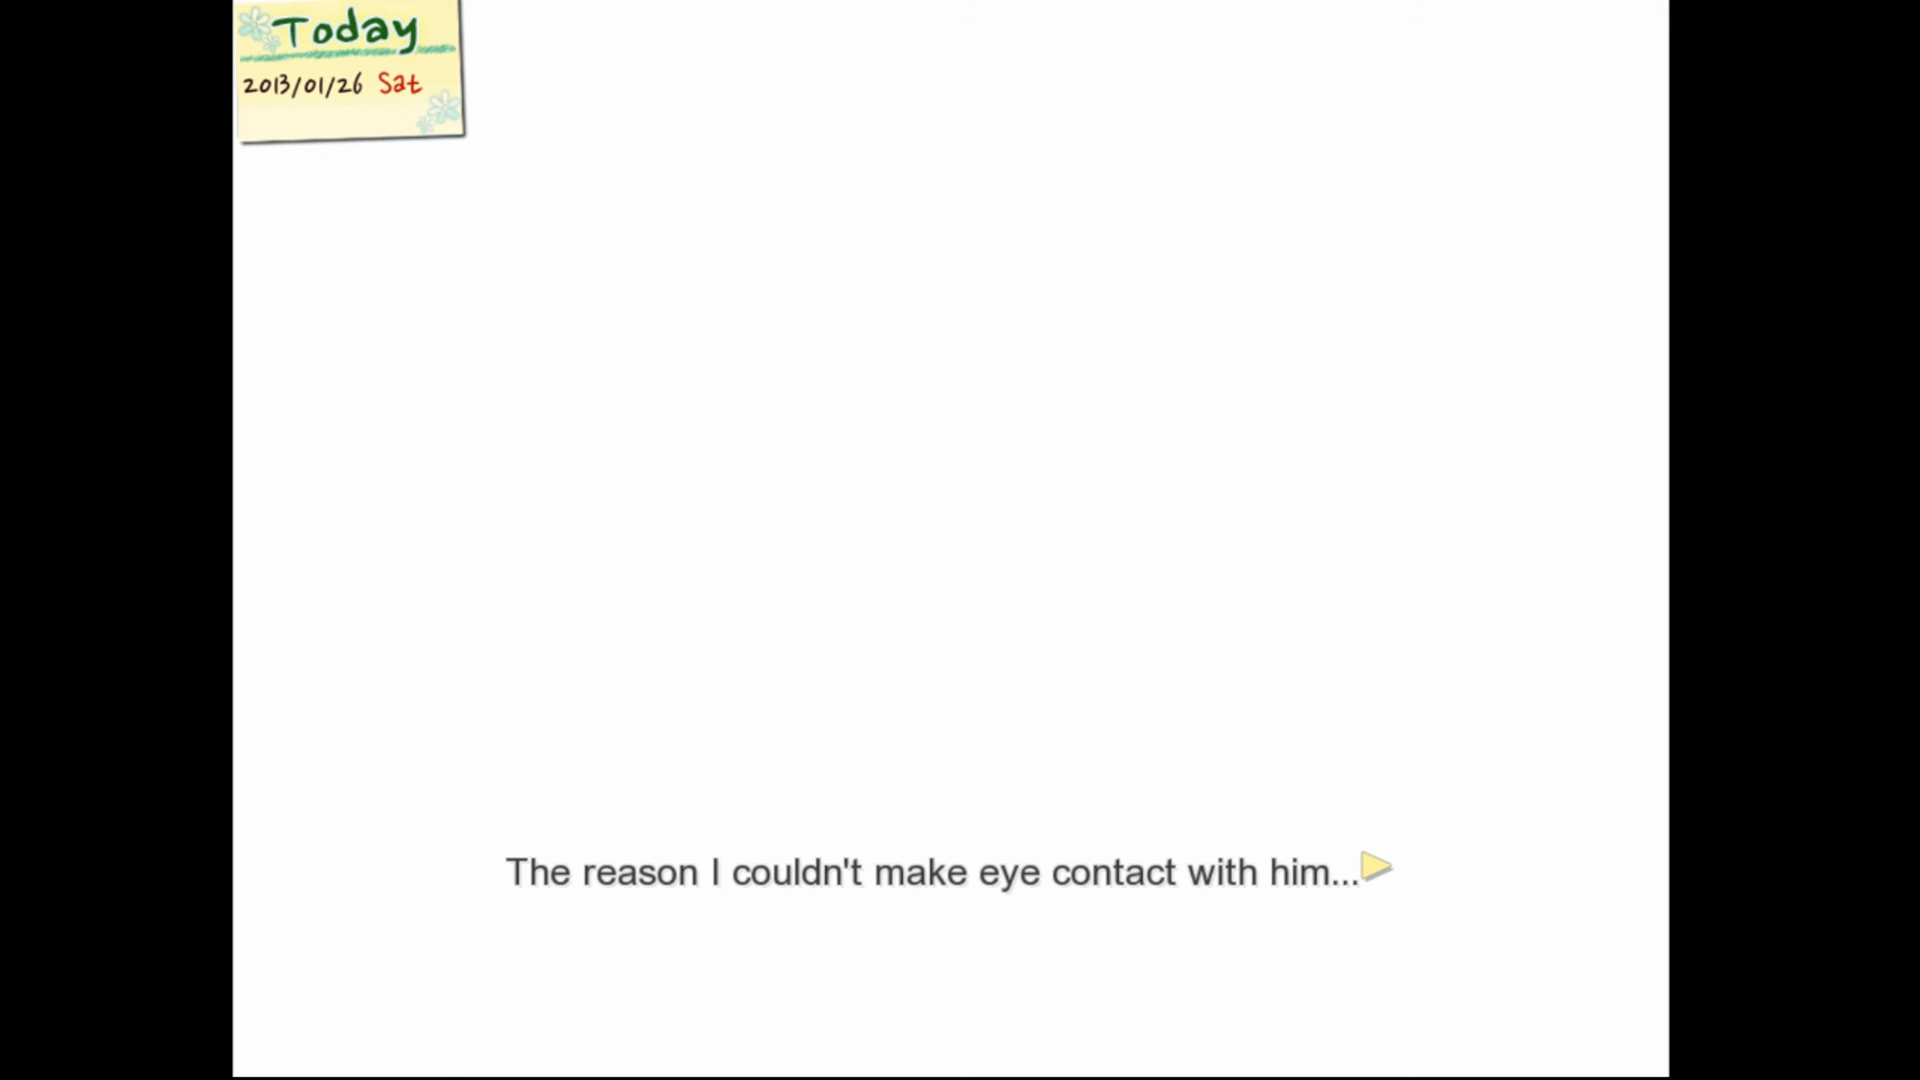 Today
2013/01/26 Sat
The reason I couldn't make eye contact with him...